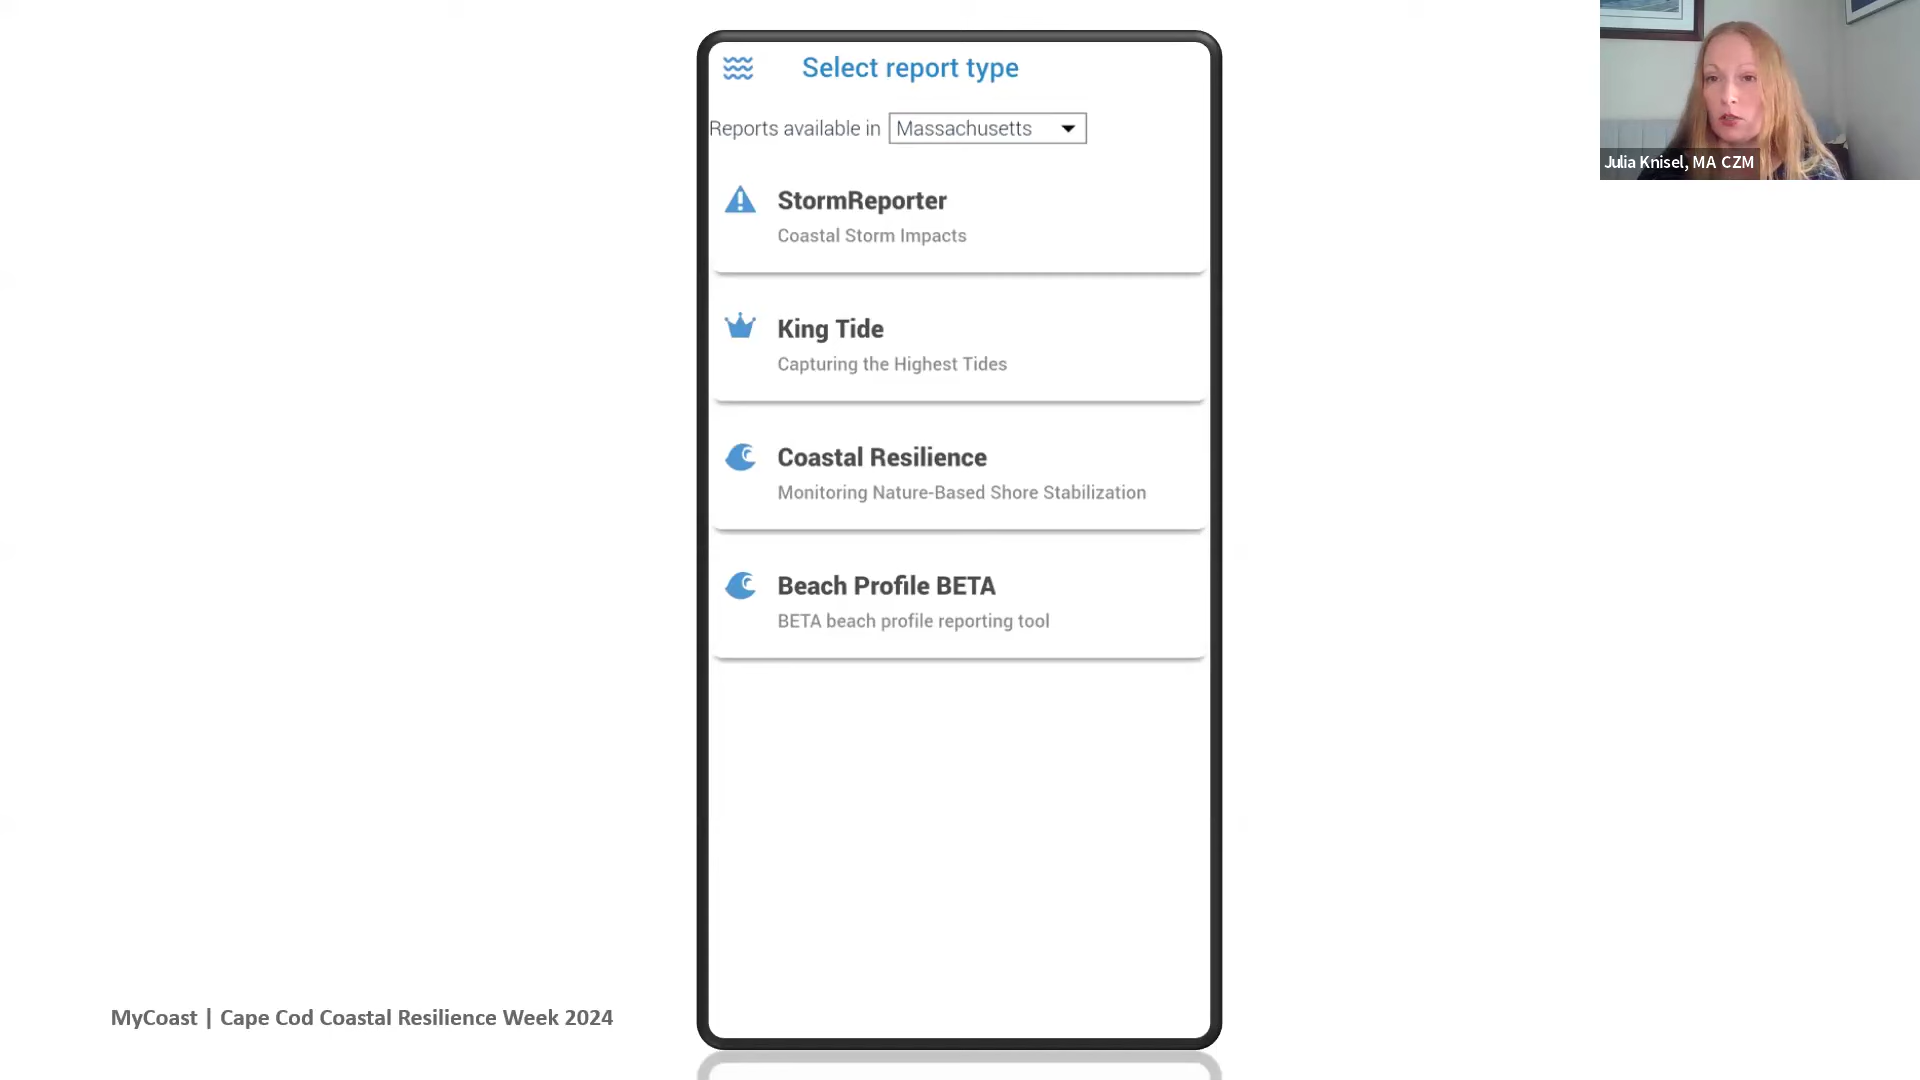 Select report type
Reports available in Massachusetts
StormReporter
Coastal Storm Impacts
King Tide
Capturing the Highest Tides
Coastal Resilience
Monitoring Nature-Based Shore Stabilization
Beach Profile BETA
BETA beach profile reporting tool
MyCoast | Cape Cod Coastal Resilience Week 2024
Julia Knisel, MA CZM